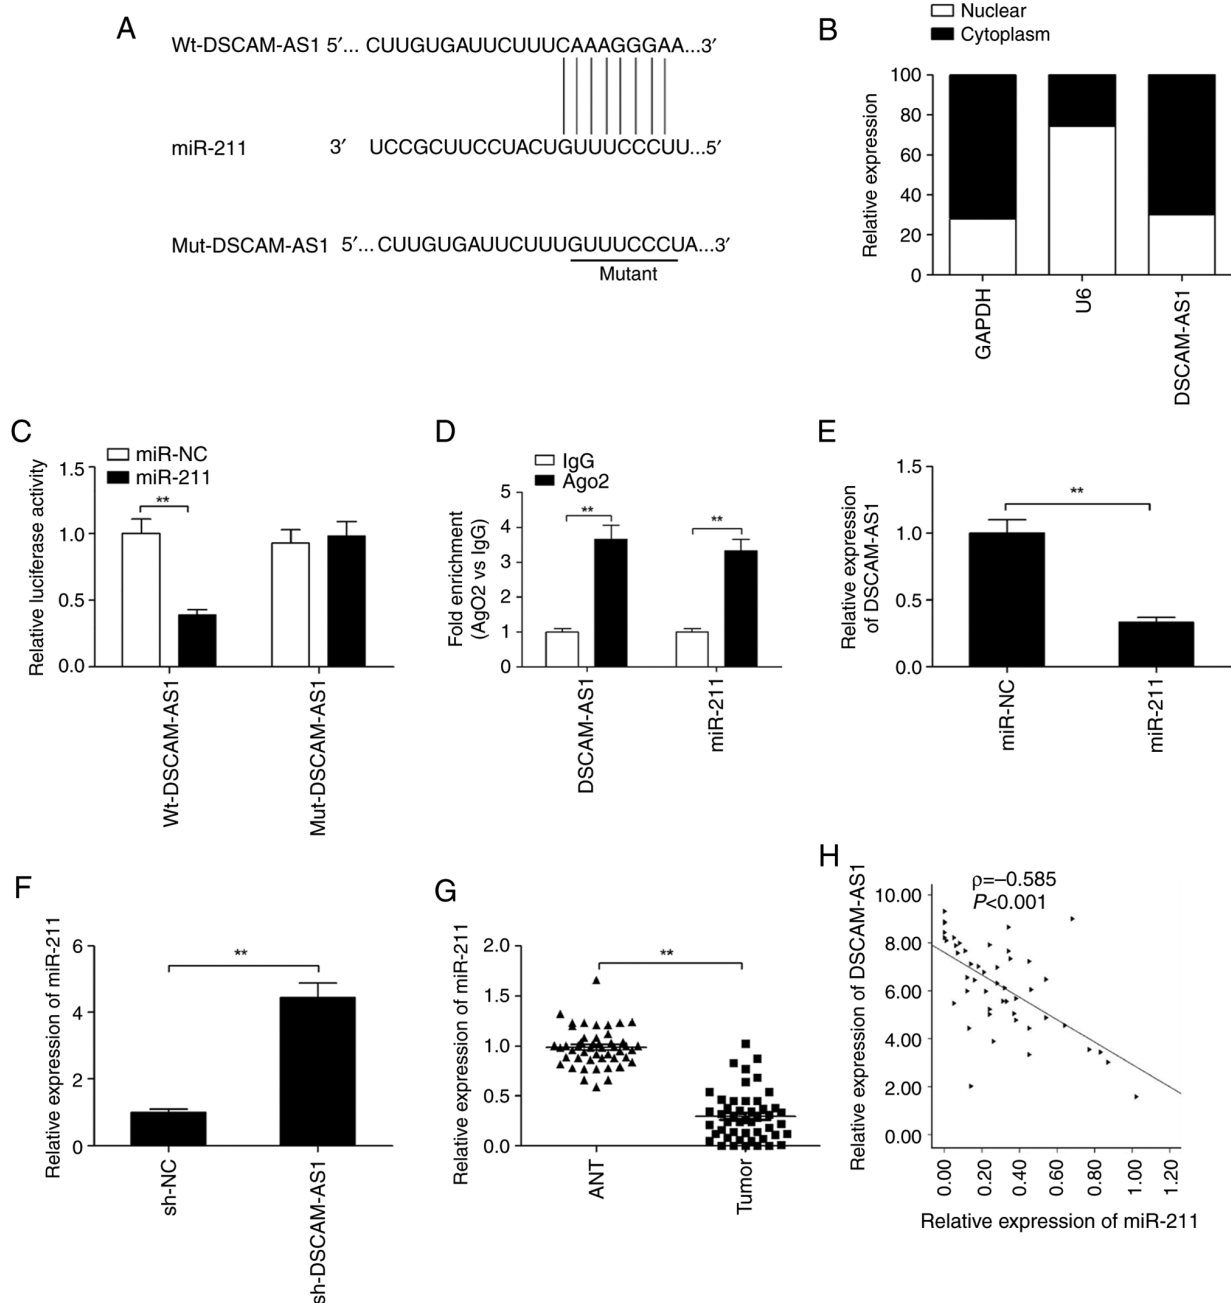 A
Wt-DSCAM-AS1 5′... CUUGUGAUUCUUUCAAAGGGAA...3′
miR-211 3′ UCCGCUUCCUACUGUUUCCCUU...5′
Mut-DSCAM-AS1 5′... CUUGUGAUUCUUUGUUUCCCUA...3′
Mutant
B
Nuclear
Cytoplasm
Relative expression
100
80
60
40
20
0
GAPDH
U6
DSCAM-AS1
C
miR-NC
miR-211
Relative luciferase activity
1.5
1.0
0.5
0.0
**
Wt-DSCAM-AS1
Mut-DSCAM-AS1
D
IgG
Ago2
Fold enrichment
(AgO2 vs IgG)
5
4
3
2
1
0
**
**
DSCAM-AS1
miR-211
E
Relative expression
of DSCAM-AS1
1.5
1.0
0.5
0.0
**
miR-NC
miR-211
F
Relative expression of miR-211
6
4
2
0
**
sh-NC
sh-DSCAM-AS1
G
Relative expression of miR-211
2.0
1.5
1.0
0.5
0.0
**
ANT
Tumor
H
Relative expression of DSCAM-AS1
ρ=–0.585
P<0.001
10.00
8.00
6.00
4.00
2.00
0.00
0.00
0.20
0.40
0.60
0.80
1.00
1.20
Relative expression of miR-211